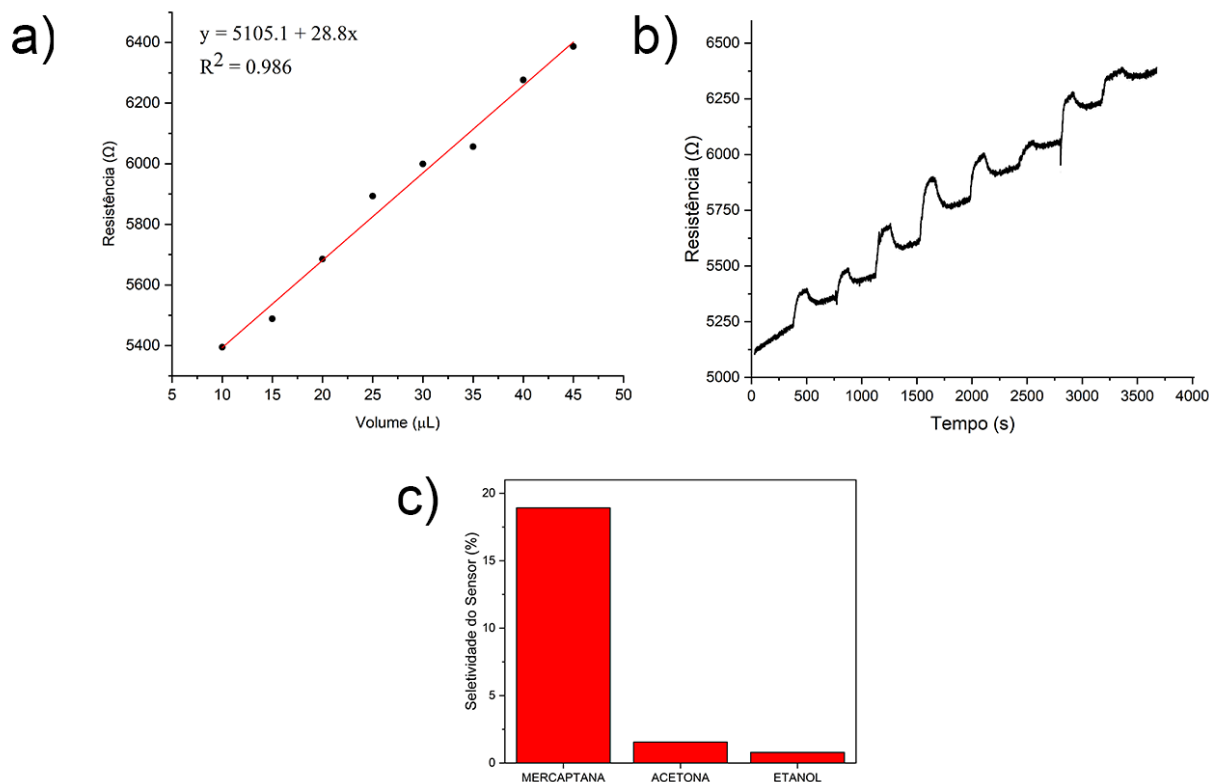 a)
y = 5105.1 + 28.8x
R² = 0.986
Resistência (Ω)
6400
6200
6000
5800
5600
5400
5
10
15
20
25
30
35
40
45
50
Volume (μL)
b)
Resistência (Ω)
6500
6250
6000
5750
5500
5250
5000
0
500
1000
1500
2000
2500
3000
3500
4000
Tempo (s)
c)
Seletividade do Sensor (%)
20
15
10
5
0
MERCAPTANA
ACETONA
ETANOL